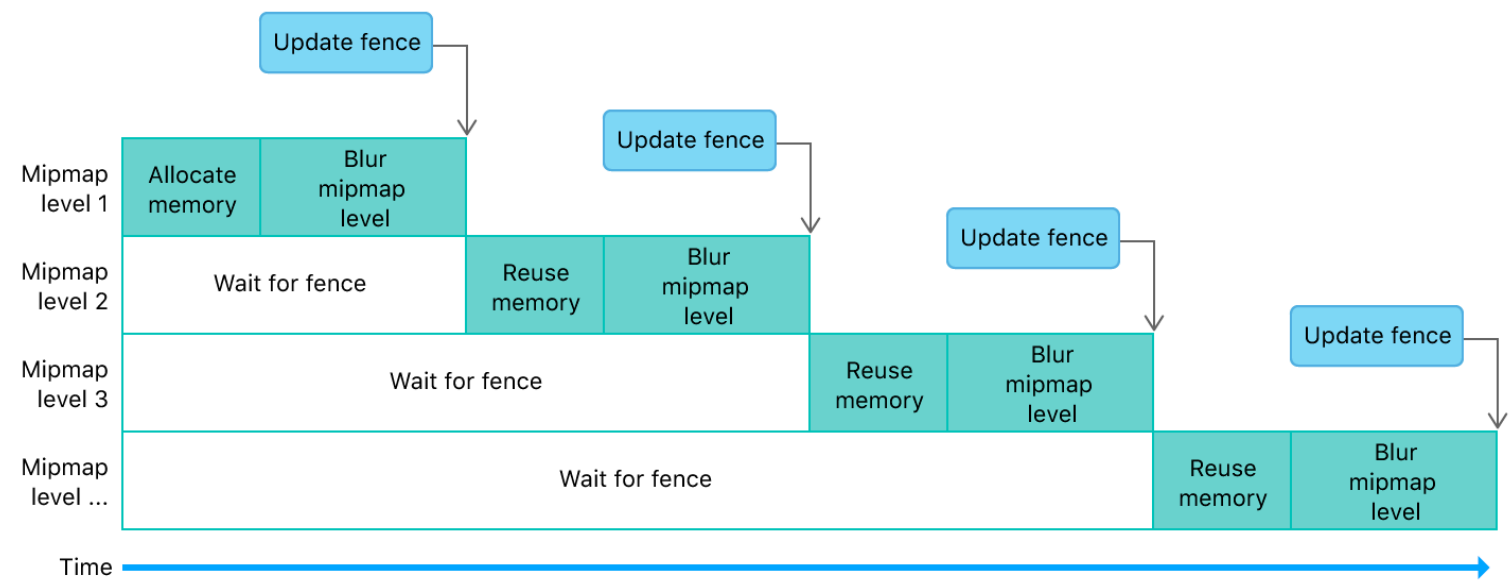 Update fence
Update fence
Mipmap
level 1
Allocate
memory
Blur
mipmap
level
Update fence
Mipmap
level 2
Wait for fence
Reuse
memory
Blur
mipmap
level
Update fence
Mipmap
level 3
Wait for fence
Reuse
memory
Blur
mipmap
level
Mipmap
level ...
Wait for fence
Reuse
memory
Blur
mipmap
level
Time